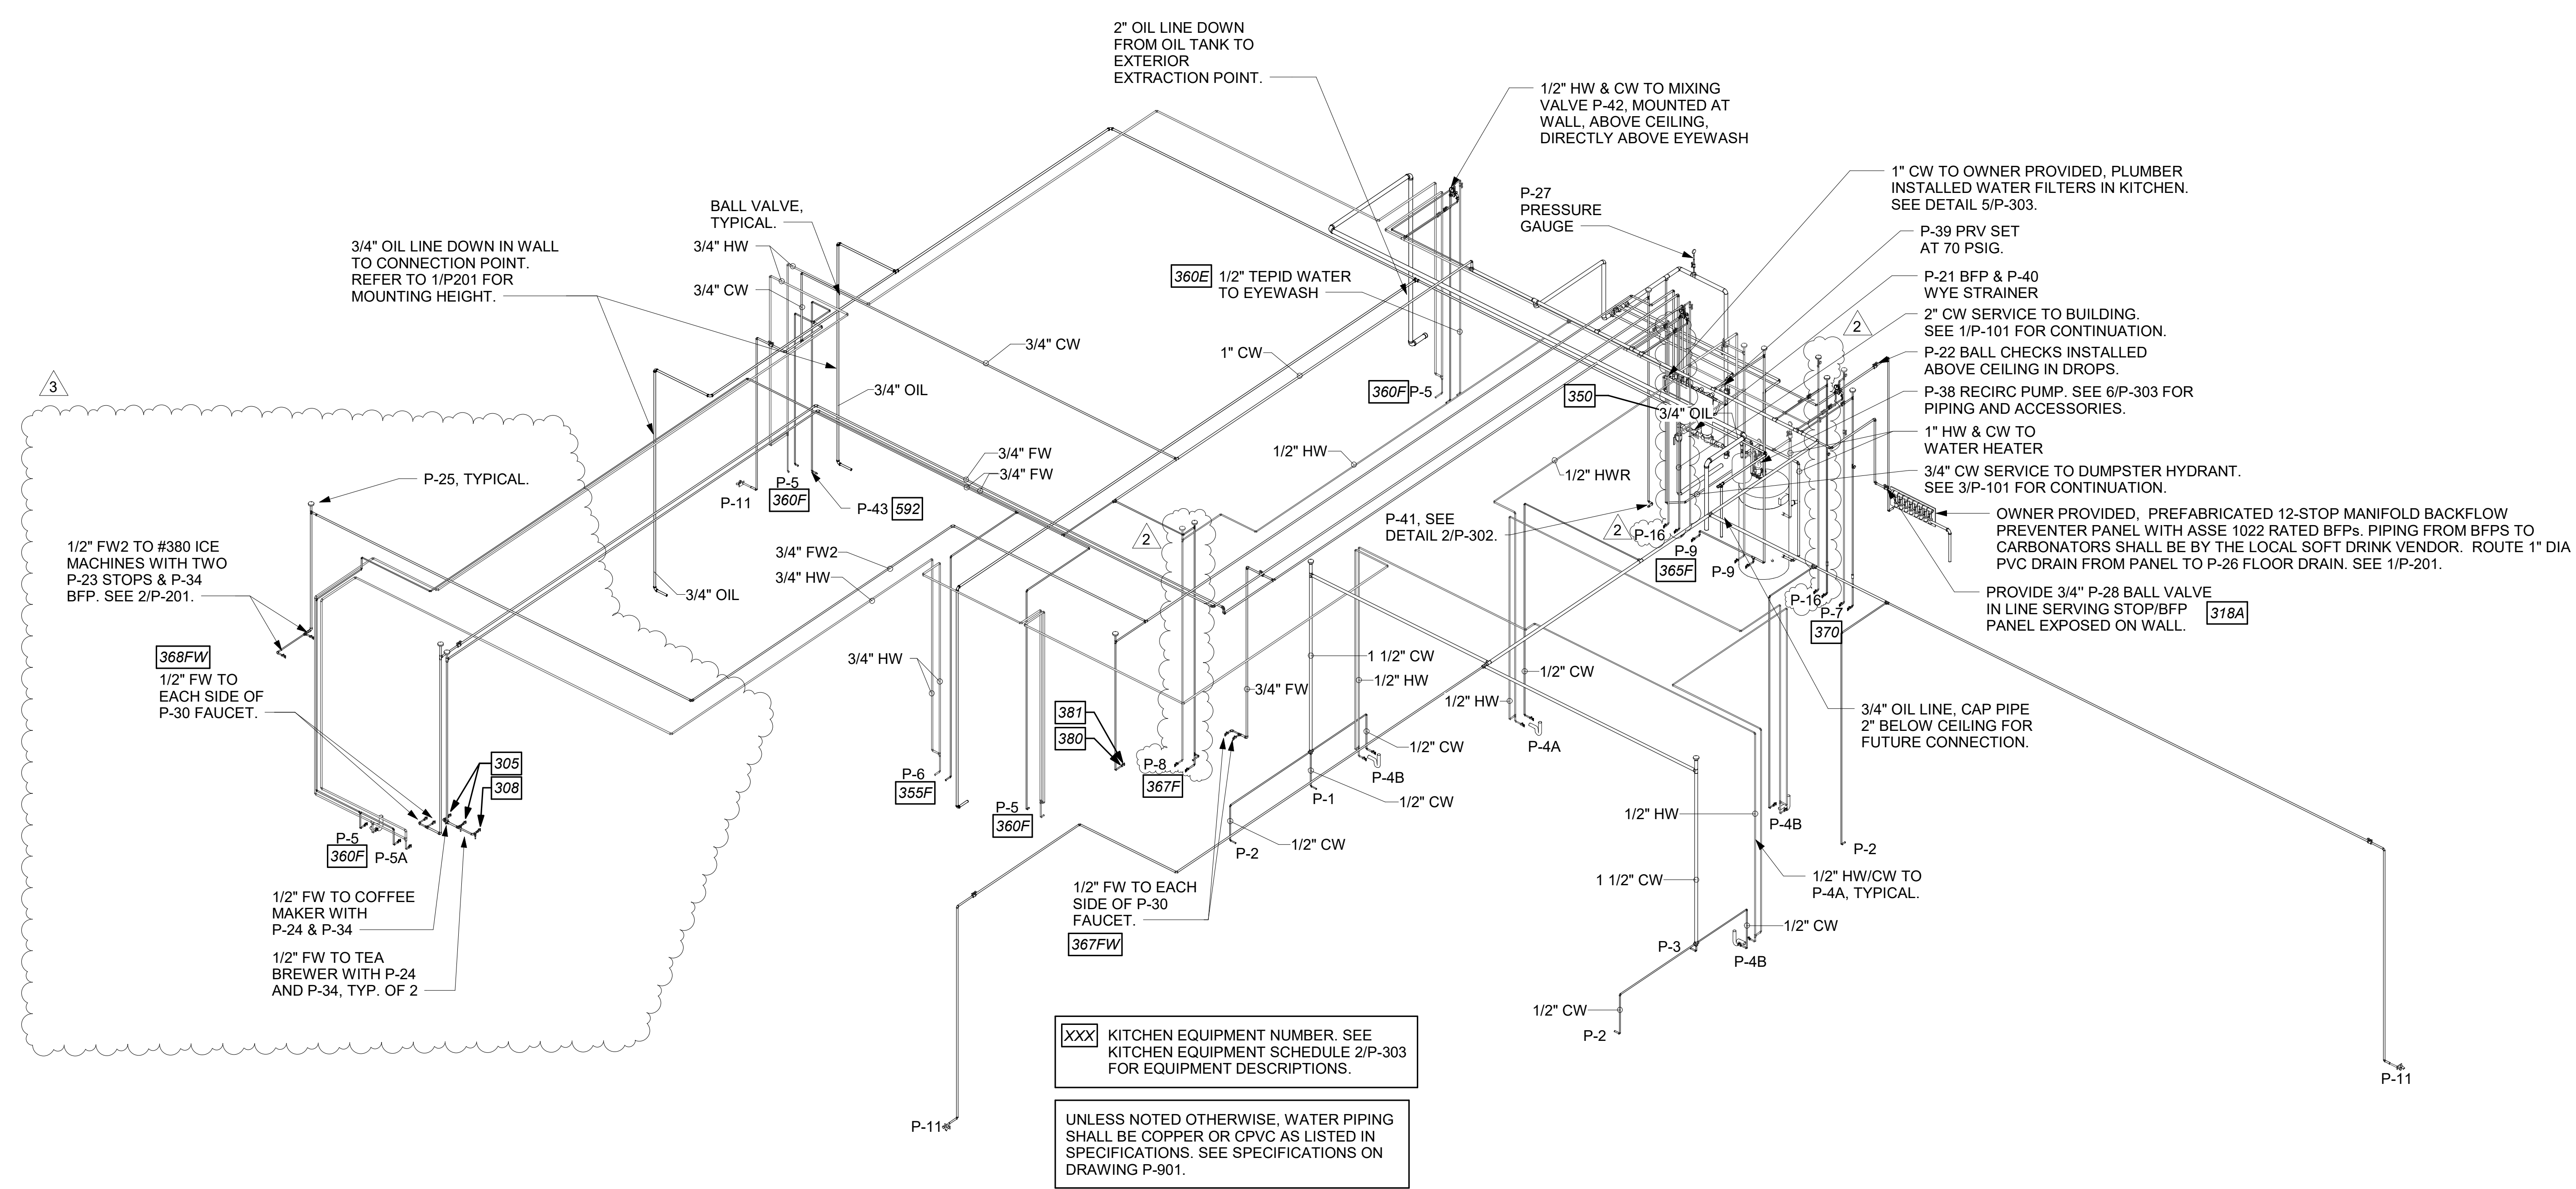 2" OIL LINE DOWN
FROM OIL TANK TO
EXTERIOR
EXTRACTION POINT.
1/2" HW & CW TO MIXING
VALVE P-42, MOUNTED AT
WALL, ABOVE CEILING,
DIRECTLY ABOVE EYEWASH
1" CW TO OWNER PROVIDED, PLUMBER
INSTALLED WATER FILTERS IN KITCHEN.
SEE DETAIL 5/P-303.
P-27
PRESSURE
GAUGE
BALL VALVE,
TYPICAL.
P-39 PRV SET
AT 70 PSIG.
3/4" OIL LINE DOWN IN WALL
TO CONNECTION POINT.
REFER TO 1/P201 FOR
MOUNTING HEIGHT.
3/4" HW
3/4" CW
360E
1/2" TEPID WATER
TO EYEWASH
P-21 BFP & P-40
WYE STRAINER
2" CW SERVICE TO BUILDING.
SEE 1/P-101 FOR CONTINUATION.
2
P-22 BALL CHECKS INSTALLED
ABOVE CEILING IN DROPS.
3/4" CW
1" CW
3/4" OIL
360F
P-5
350
3/4" OIL
P-38 RECIRC PUMP. SEE 6/P-303 FOR
PIPING AND ACCESSORIES.
1" HW & CW TO
WATER HEATER
3
3/4" FW
3/4" FW
1/2" HW
1/2" HWR
3/4" CW SERVICE TO DUMPSTER HYDRANT.
SEE 3/P-101 FOR CONTINUATION.
P-25, TYPICAL.
P-11
P-5
360F
P-43
592
P-41, SEE
DETAIL 2/P-302.
2
P-16
2
OWNER PROVIDED,  PREFABRICATED 12-STOP MANIFOLD BACKFLOW
PREVENTER PANEL WITH ASSE 1022 RATED BFPs. PIPING FROM BFPS TO
CARBONATORS SHALL BE BY THE LOCAL SOFT DRINK VENDOR.  ROUTE 1" DIA
PVC DRAIN FROM PANEL TO P-26 FLOOR DRAIN. SEE 1/P-201.
1/2" FW2 TO #380 ICE
MACHINES WITH TWO
P-23 STOPS & P-34
BFP. SEE 2/P-201.
3/4" FW2
3/4" HW
3/4" OIL
P-9
365F
P-9
P-16
P-7
370
PROVIDE 3/4" P-28 BALL VALVE
IN LINE SERVING STOP/BFP
PANEL EXPOSED ON WALL.
318A
368FW
1/2" FW TO
EACH SIDE OF
P-30 FAUCET.
3/4" HW
1 1/2" CW
1/2" HW
3/4" FW
1/2" CW
1/2" HW
3/4" OIL LINE, CAP PIPE
2" BELOW CEILING FOR
FUTURE CONNECTION.
381
380
1/2" CW
P-4A
305
308
P-6
355F
P-8
367F
P-4B
P-1
1/2" CW
P-5
360F
1/2" HW
P-4B
P-5
360F
P-5A
P-2
1/2" CW
P-2
1/2" FW TO COFFEE
MAKER WITH
P-24 & P-34
1/2" FW TO EACH
SIDE OF P-30
FAUCET.
367FW
1 1/2" CW
1/2" HW/CW TO
P-4A, TYPICAL.
1/2" CW
P-3
P-4B
1/2" FW TO TEA
BREWER WITH P-24
AND P-34, TYP. OF 2
1/2" CW
P-2
XXX
KITCHEN EQUIPMENT NUMBER. SEE
KITCHEN EQUIPMENT SCHEDULE 2/P-303
FOR EQUIPMENT DESCRIPTIONS.
P-11
P-11
UNLESS NOTED OTHERWISE, WATER PIPING
SHALL BE COPPER OR CPVC AS LISTED IN
SPECIFICATIONS. SEE SPECIFICATIONS ON
DRAWING P-901.